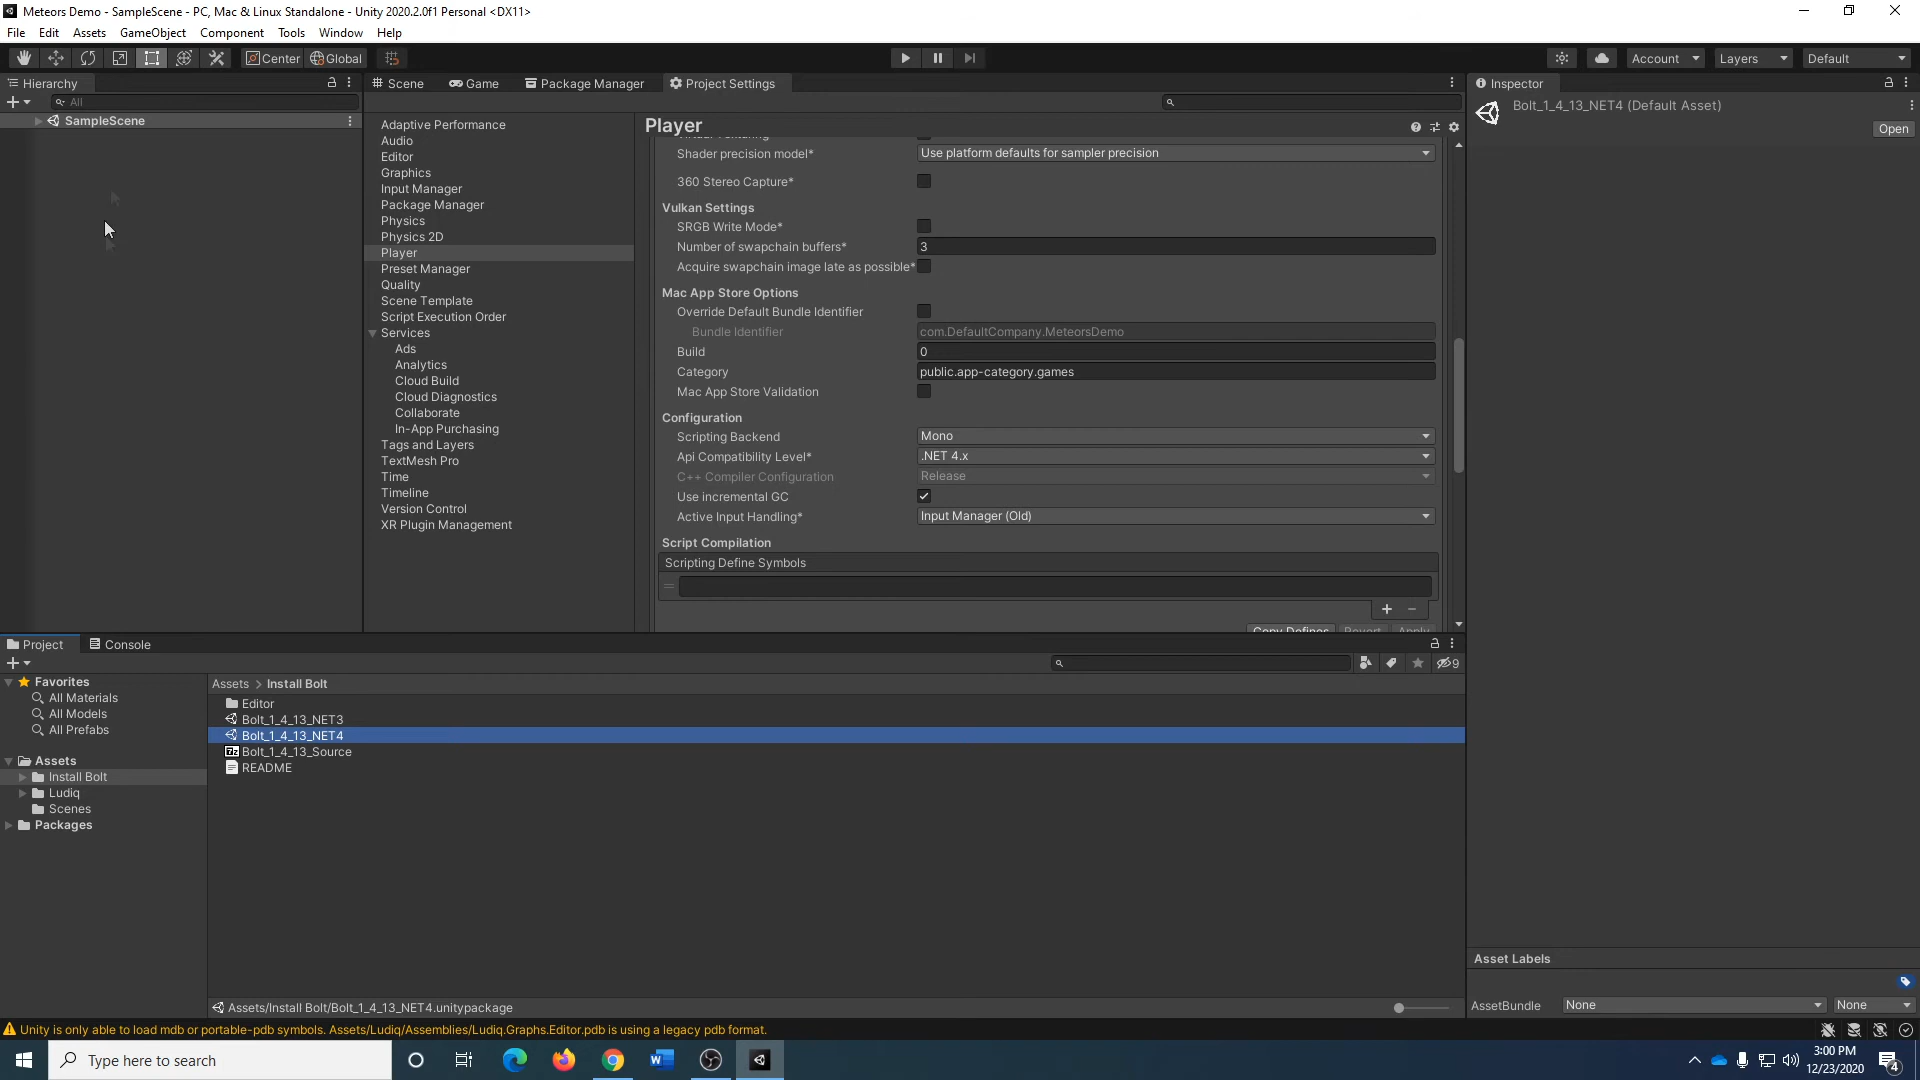 Meteors Demo - SampleScene - PC, Mac & Linux Standalone - Unity 2020.2.0f1 Personal <DX11>
File Edit Assets GameObject Component Tools Window Help
Center Global Account Layers Default
Hierarchy
All
SampleScene
Scene Game Package Manager Project Settings
Adaptive Performance
Audio
Editor
Graphics
Input Manager
Package Manager
Physics
Physics 2D
Player
Preset Manager
Quality
Scene Template
Script Execution Order
Services
Ads
Analytics
Cloud Build
Cloud Diagnostics
Collaborate
In-App Purchasing
Tags and Layers
TextMesh Pro
Time
Timeline
Version Control
XR Plugin Management
Player
Shader precision model* Use platform defaults for sampler precision
360 Stereo Capture*
Vulkan Settings
SRGB Write Mode*
Number of swapchain buffers* 3
Acquire swapchain image late as possible*
Mac App Store Options
Override Default Bundle Identifier
Bundle Identifier com.DefaultCompany.MeteorsDemo
Build 0
Category public.app-category.games
Mac App Store Validation
Configuration
Scripting Backend Mono
Api Compatibility Level* .NET 4.x
C++ Compiler Configuration Release
Use incremental GC
Active Input Handling* Input Manager (Old)
Script Compilation
Scripting Define Symbols
Copy Defines Revert Apply
Inspector
Bolt_1_4_13_NET4 (Default Asset)
Open
Project Console
9
Favorites
All Materials
All Models
All Prefabs
Assets
Install Bolt
Ludiq
Scenes
Packages
Assets > Install Bolt
Editor
Bolt_1_4_13_NET3
Bolt_1_4_13_NET4
Bolt_1_4_13_Source
README
Assets/Install Bolt/Bolt_1_4_13_NET4.unitypackage
Asset Labels
AssetBundle None None
Unity is only able to load mdb or portable-pdb symbols. Assets/Ludiq/Assemblies/Ludiq.Graphs.Editor.pdb is using a legacy pdb format.
Type here to search
3:00 PM
12/23/2020
4